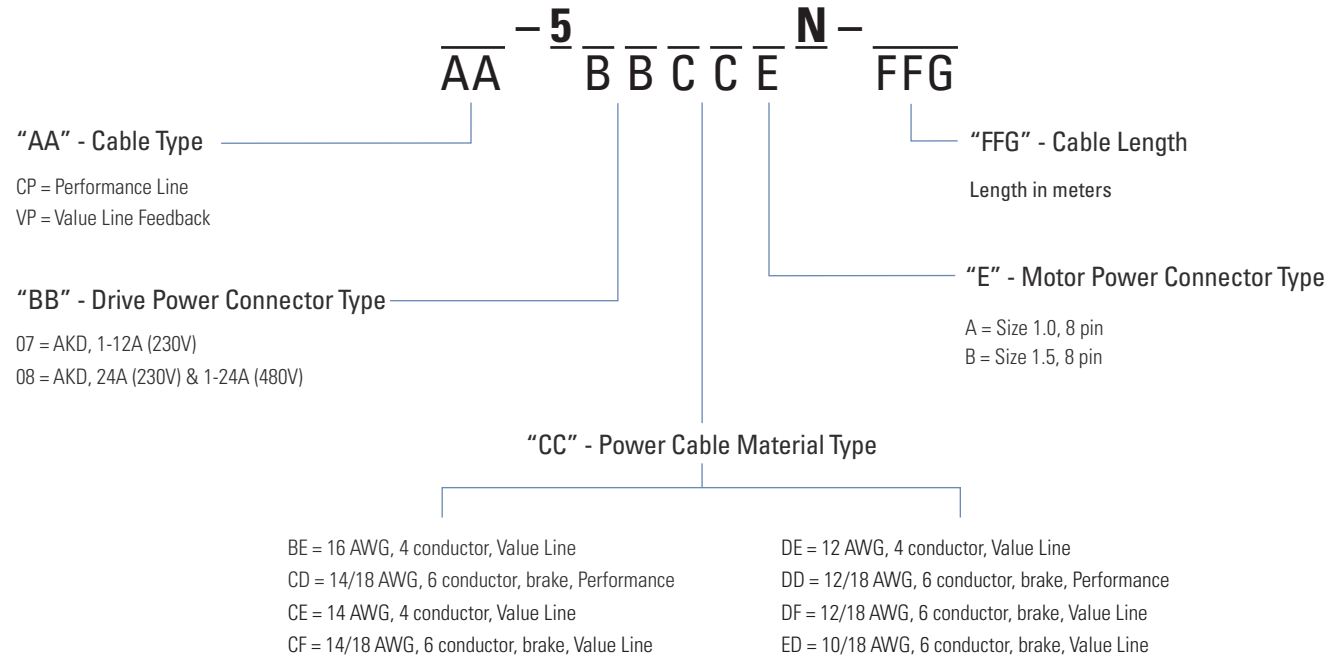 – 5 N –
AA B B C C E FFG
“AA” - Cable Type
CP = Performance Line
VP = Value Line Feedback
“FFG” - Cable Length
Length in meters
“BB” - Drive Power Connector Type
07 = AKD, 1-12A (230V)
08 = AKD, 24A (230V) & 1-24A (480V)
“E” - Motor Power Connector Type
A = Size 1.0, 8 pin
B = Size 1.5, 8 pin
“CC” - Power Cable Material Type
BE = 16 AWG, 4 conductor, Value Line
CD = 14/18 AWG, 6 conductor, brake, Performance
CE = 14 AWG, 4 conductor, Value Line
CF = 14/18 AWG, 6 conductor, brake, Value Line
DE = 12 AWG, 4 conductor, Value Line
DD = 12/18 AWG, 6 conductor, brake, Performance
DF = 12/18 AWG, 6 conductor, brake, Value Line
ED = 10/18 AWG, 6 conductor, brake, Value Line